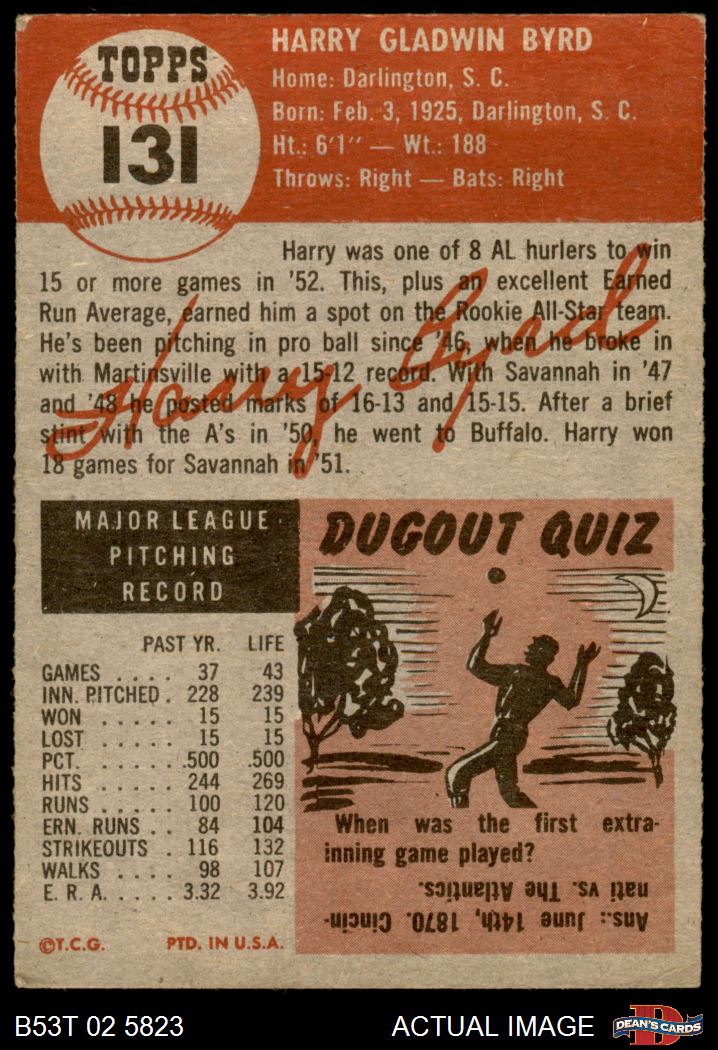 TOPPS
131
HARRY GLADWIN BYRD
Home: Darlington, S. C.
Born: Feb. 3, 1925, Darlington, S. C.
Ht.: 6'1" — Wt.: 188
Throws: Right — Bats: Right
Harry was one of 8 AL hurlers to win
15 or more games in '52. This, plus an excellent Earned
Run Average, earned him a spot on the Rookie All-Star team.
He's been pitching in pro ball since '46, when he broke in
with Martinsville with a 15-12 record. With Savannah in '47
and '48 he posted marks of 16-13 and 15-15. After a brief
stint with the A's in '50, he went to Buffalo. Harry won
18 games for Savannah in '51.
Harry Byrd
MAJOR LEAGUE
PITCHING
RECORD
PAST YR. LIFE
GAMES .... 37 43
INN. PITCHED . 228 239
WON ..... 15 15
LOST ..... 15 15
PCT. ..... .500 .500
HITS ..... 244 269
RUNS .... 100 120
ERN. RUNS .. 84 104
STRIKEOUTS . 116 132
WALKS .... 98 107
E. R. A. .... 3.32 3.92
©T.C.G. PTD. IN U.S.A.
DUGOUT QUIZ
When was the first extra-
inning game played?
Ans.: June 14th, 1870. Cincin-
nati vs. The Atlantics.
B53T 02 5823
ACTUAL IMAGE
D
DEAN'S CARDS